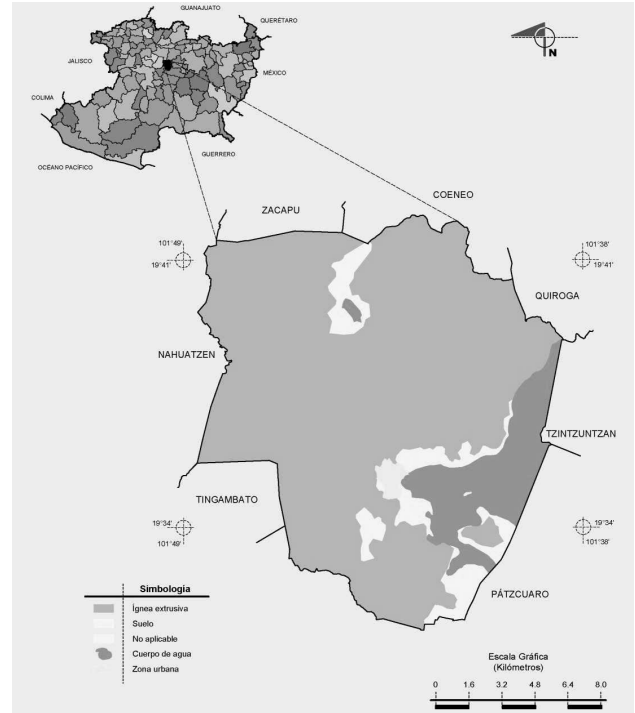 GUANAJUATO
QUERÉTARO
JALISCO
MÉXICO
COLIMA
GUERRERO
OCÉANO PACÍFICO
N
COENEO
ZACAPU
101°49'
19°41'
101°38'
19°41'
QUIROGA
NAHUATZEN
TZINTZUNTZAN
TINGAMBATO
19°34'
101°49'
19°34'
101°38'
PÁTZCUARO
Simbología
Ígnea extrusiva
Suelo
No aplicable
Cuerpo de agua
Zona urbana
Escala Gráfica
(Kilómetros)
0 1.6 3.2 4.8 6.4 8.0